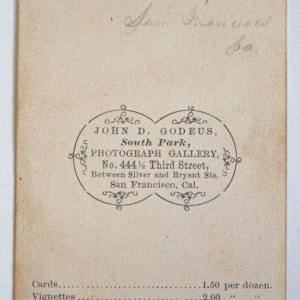 San Francisco
Co.
JOHN D. GODEUS,
South Park,
PHOTOGRAPH GALLERY,
No. 444½ Third Street,
Between Silver and Bryant Sts.
San Francisco, Cal.
Cards 1.50 per dozen.
Vignettes 2.00 " "